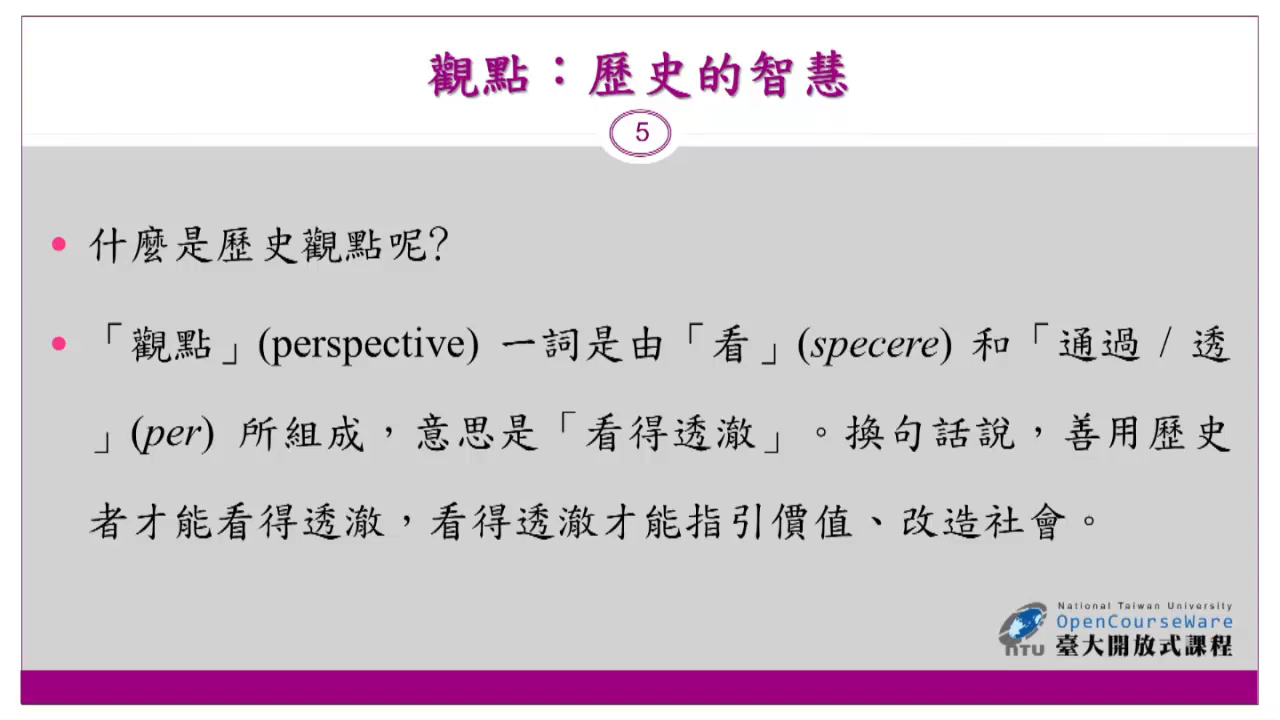 觀點：歷史的智慧
5
• 什麼是歷史觀點呢?
• 「觀點」(perspective) 一詞是由「看」(specere) 和「通過 / 透
」(per) 所組成，意思是「看得透澈」。換句話說，善用歷史
者才能看得透澈，看得透澈才能指引價值、改造社會。
National Taiwan University
OpenCourseWare
NTU 臺大開放式課程